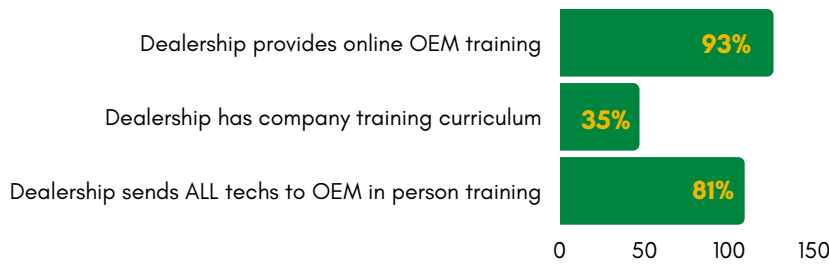 Dealership provides online OEM training 93%
Dealership has company training curriculum 35%
Dealership sends ALL techs to OEM in person training 81%
0 50 100 150